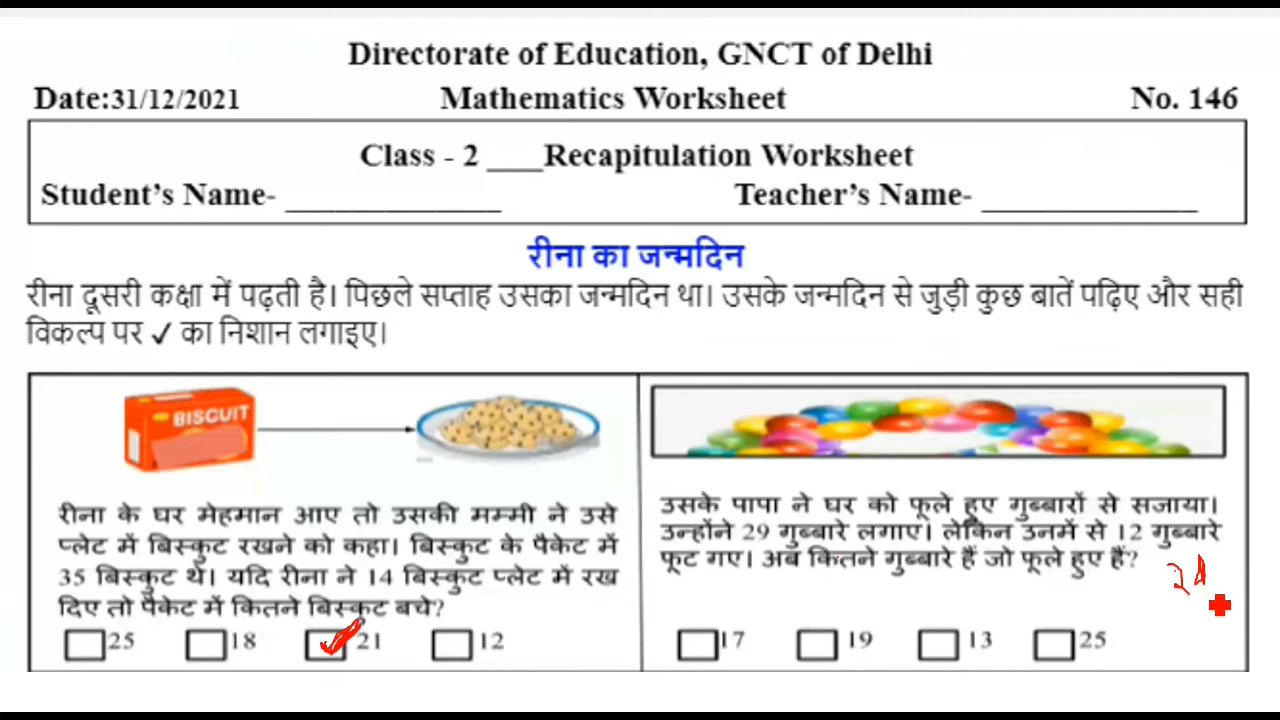 Directorate of Education, GNCT of Delhi
Date:31/12/2021 Mathematics Worksheet No. 146
Class - 2 ____Recapitulation Worksheet
Student’s Name- ______________ Teacher’s Name- ______________
रीना का जन्मदिन
रीना दूसरी कक्षा में पढ़ती है। पिछले सप्ताह उसका जन्मदिन था। उसके जन्मदिन से जुड़ी कुछ बातें पढ़िए और सही
विकल्प पर ✓ का निशान लगाइए।
BISCUIT
रीना के घर मेहमान आए तो उसकी मम्मी ने उसे
प्लेट में बिस्कुट रखने को कहा। बिस्कुट के पैकेट में
35 बिस्कुट थे। यदि रीना ने 14 बिस्कुट प्लेट में रख
दिए तो पैकेट में कितने बिस्कुट बचे?
25 18 21 12
उसके पापा ने घर को फूले हुए गुब्बारों से सजाया।
उन्होंने 29 गुब्बारे लगाए। लेकिन उनमें से 12 गुब्बारे
फूट गए। अब कितने गुब्बारे हैं जो फूले हुए हैं?
17 19 13 25